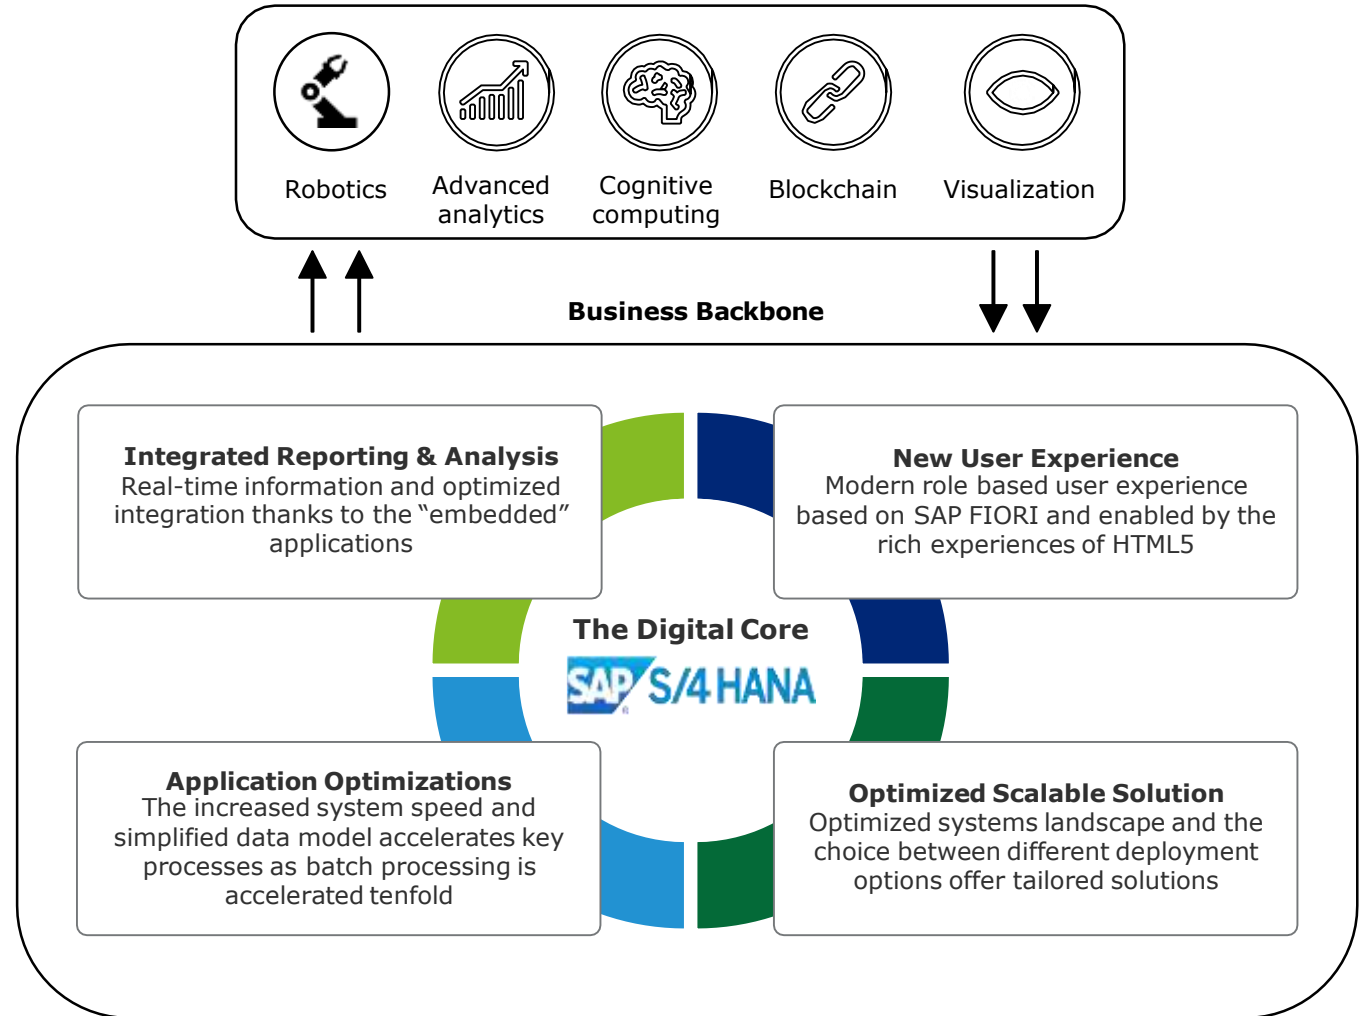 Robotics
Advanced
analytics
Cognitive
computing
Blockchain
Visualization
Business Backbone
Integrated Reporting & Analysis
Real-time information and optimized
integration thanks to the “embedded”
applications
New User Experience
Modern role based user experience
based on SAP FIORI and enabled by the
rich experiences of HTML5
The Digital Core
SAP® S/4 HANA
Application Optimizations
The increased system speed and
simplified data model accelerates key
processes as batch processing is
accelerated tenfold
Optimized Scalable Solution
Optimized systems landscape and the
choice between different deployment
options offer tailored solutions